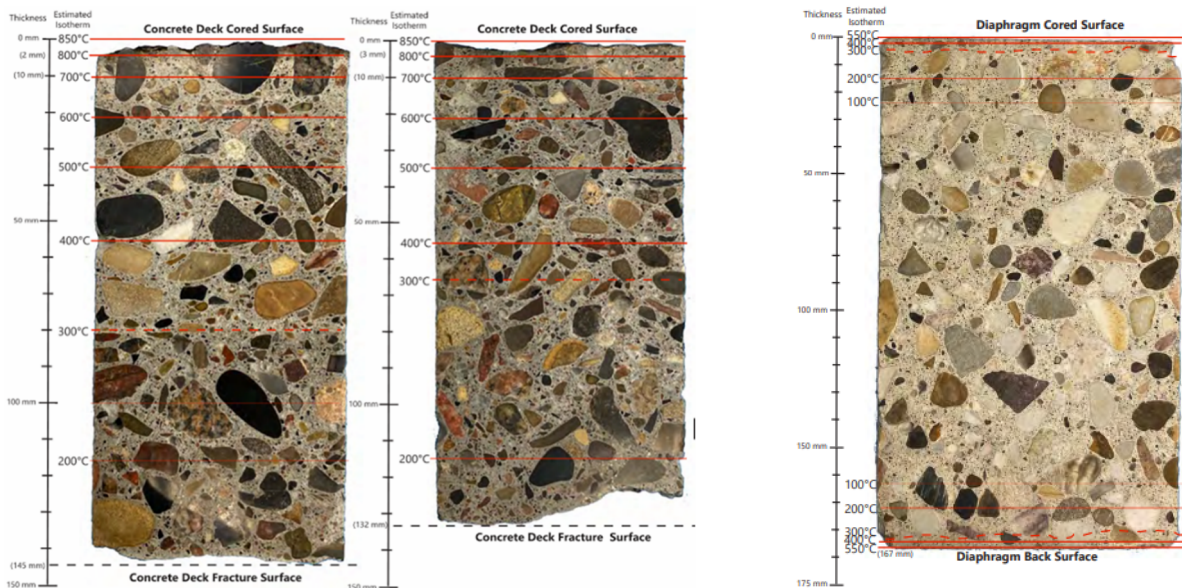 Thickness
Estimated
Isotherm
Concrete Deck Cored Surface
0 mm
850°C
(2 mm)
800°C
(10 mm)
700°C
600°C
500°C
50 mm
400°C
300°C
100 mm
200°C
(145 mm)
150 mm
Concrete Deck Fracture Surface
Thickness
Estimated
Isotherm
Concrete Deck Cored Surface
0 mm
850°C
(3 mm)
800°C
(10 mm)
700°C
600°C
500°C
50 mm
400°C
300°C
100 mm
200°C
(132 mm)
Concrete Deck Fracture Surface
150 mm
Thickness
Estimated
Isotherm
Diaphragm Cored Surface
0 mm
550°C
300°C
200°C
100°C
50 mm
100 mm
150 mm
100°C
200°C
300°C
400°C
550°C
(167 mm)
Diaphragm Back Surface
175 mm